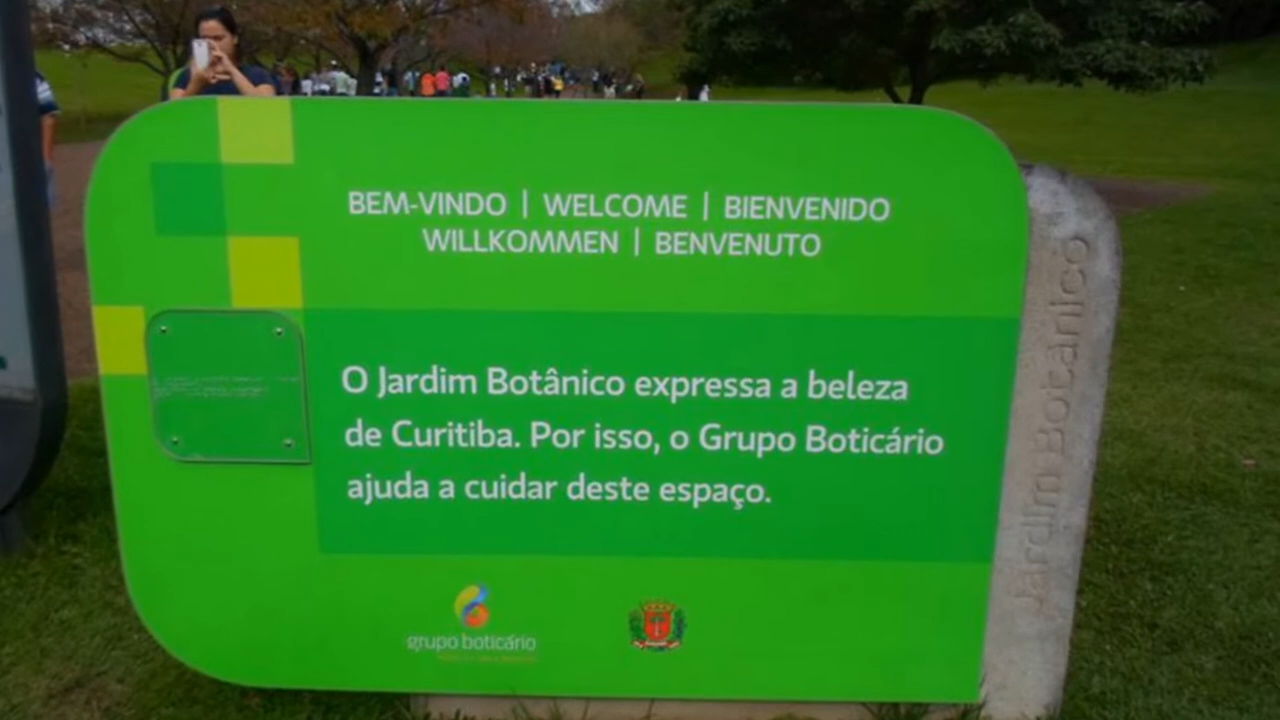 BEM-VINDO | WELCOME | BIENVENIDO
WILLKOMMEN | BENVENUTO
O Jardim Botânico expressa a beleza
de Curitiba. Por isso, o Grupo Boticário
ajuda a cuidar deste espaço.
grupo boticário
Jardim Botânico